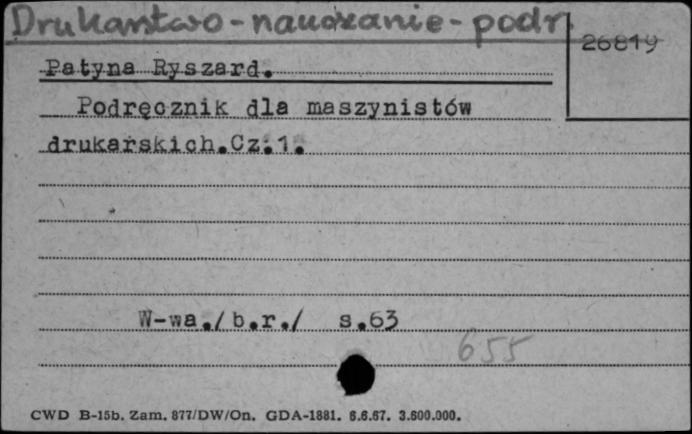 Drukarstwo - nauczanie - podr.
26819
Patyna Ryszard.
Podręcznik dla maszynistów
drukarskich.Cz.1.
W-wa./b.r./ s.63
655
CWD B-15b. Zam. 877/DW/On. GDA-1881. 6.6.67. 3.600.000.